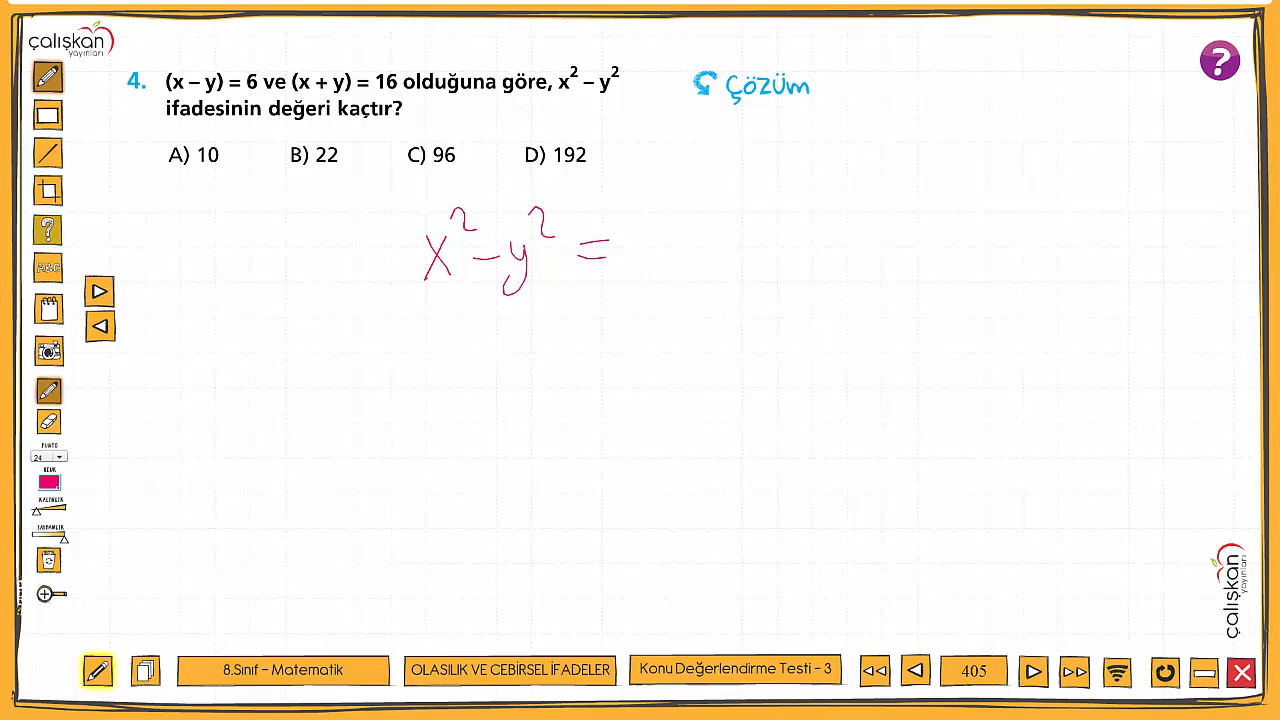 çalışkan
yayınları
4. (x – y) = 6 ve (x + y) = 16 olduğuna göre, x² – y²
ifadesinin değeri kaçtır?
Çözüm
?
A) 10 B) 22 C) 96 D) 192
x² - y² =
?
ABC
PUNTO
24
RENK
KALINLIK
SAYDAMLIK
çalışkan
yayınları
8.Sınıf – Matematik
OLASILIK VE CEBİRSEL İFADELER
Konu Değerlendirme Testi – 3
405